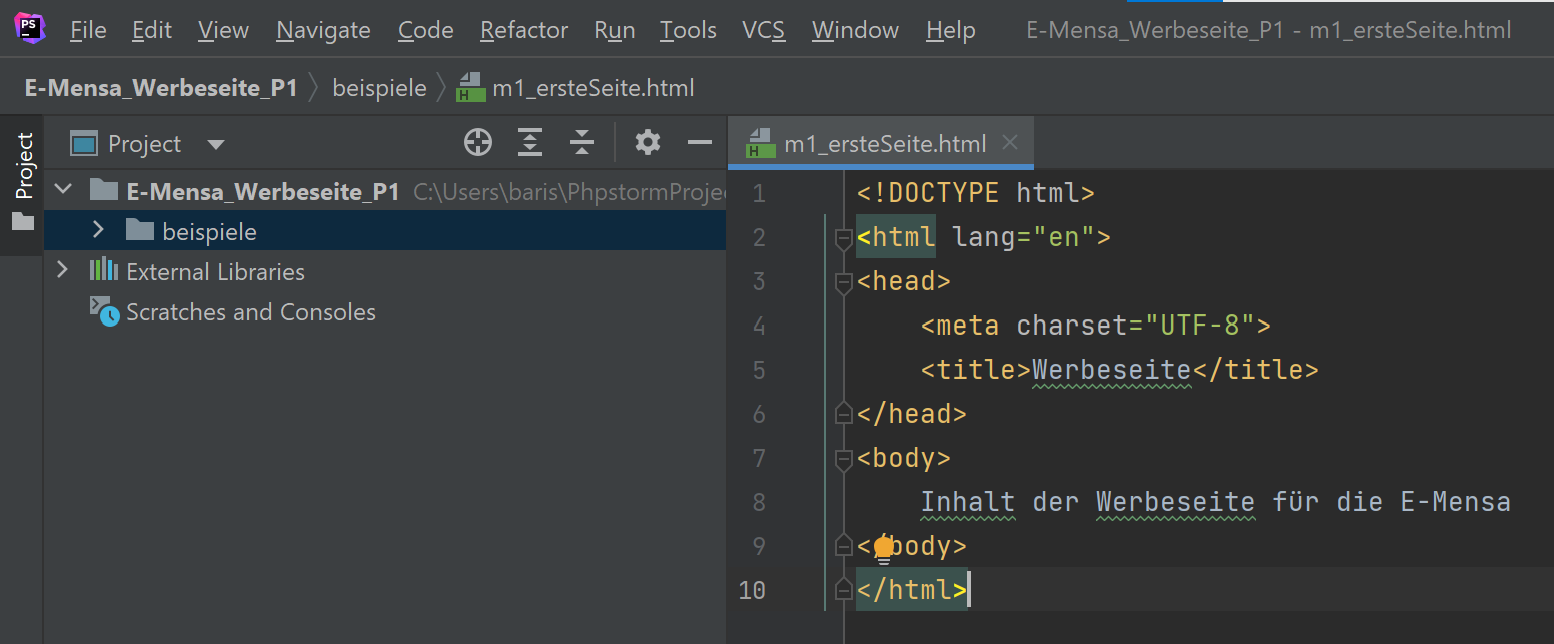 PS File Edit View Navigate Code Refactor Run Tools VCS Window Help E-Mensa_Werbeseite_P1 - m1_ersteSeite.html
E-Mensa_Werbeseite_P1 beispiele H m1_ersteSeite.html
Project
Project
E-Mensa_Werbeseite_P1 C:\Users\baris\PhpstormProje
beispiele
External Libraries
Scratches and Consoles
H m1_ersteSeite.html
1 <!DOCTYPE html>
2 <html lang="en">
3 <head>
4 <meta charset="UTF-8">
5 <title>Werbeseite</title>
6 </head>
7 <body>
8 Inhalt der Werbeseite für die E-Mensa
9 </body>
10 </html>